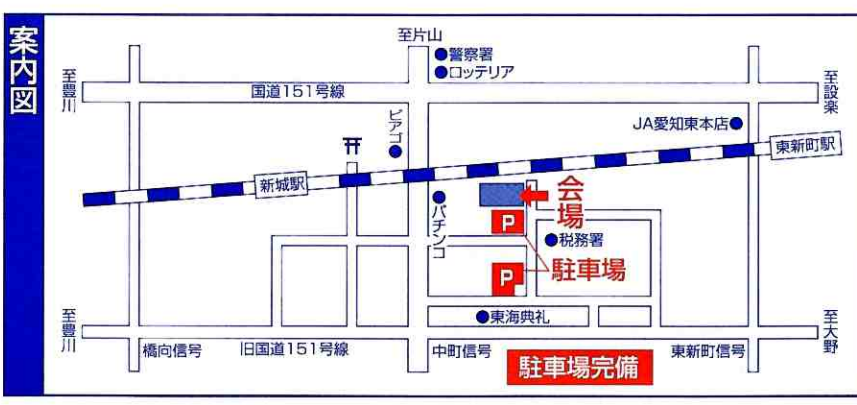 案内図
至片山
警察署
ロッテリア
至豊川
国道151号線
至設楽
ピアゴ
JA愛知東本店
東新町駅
新城駅
会場
パチンコ
P
税務署
駐車場
P
東海典礼
至豊川
橋向信号
旧国道151号線
中町信号
東新町信号
至大野
駐車場完備